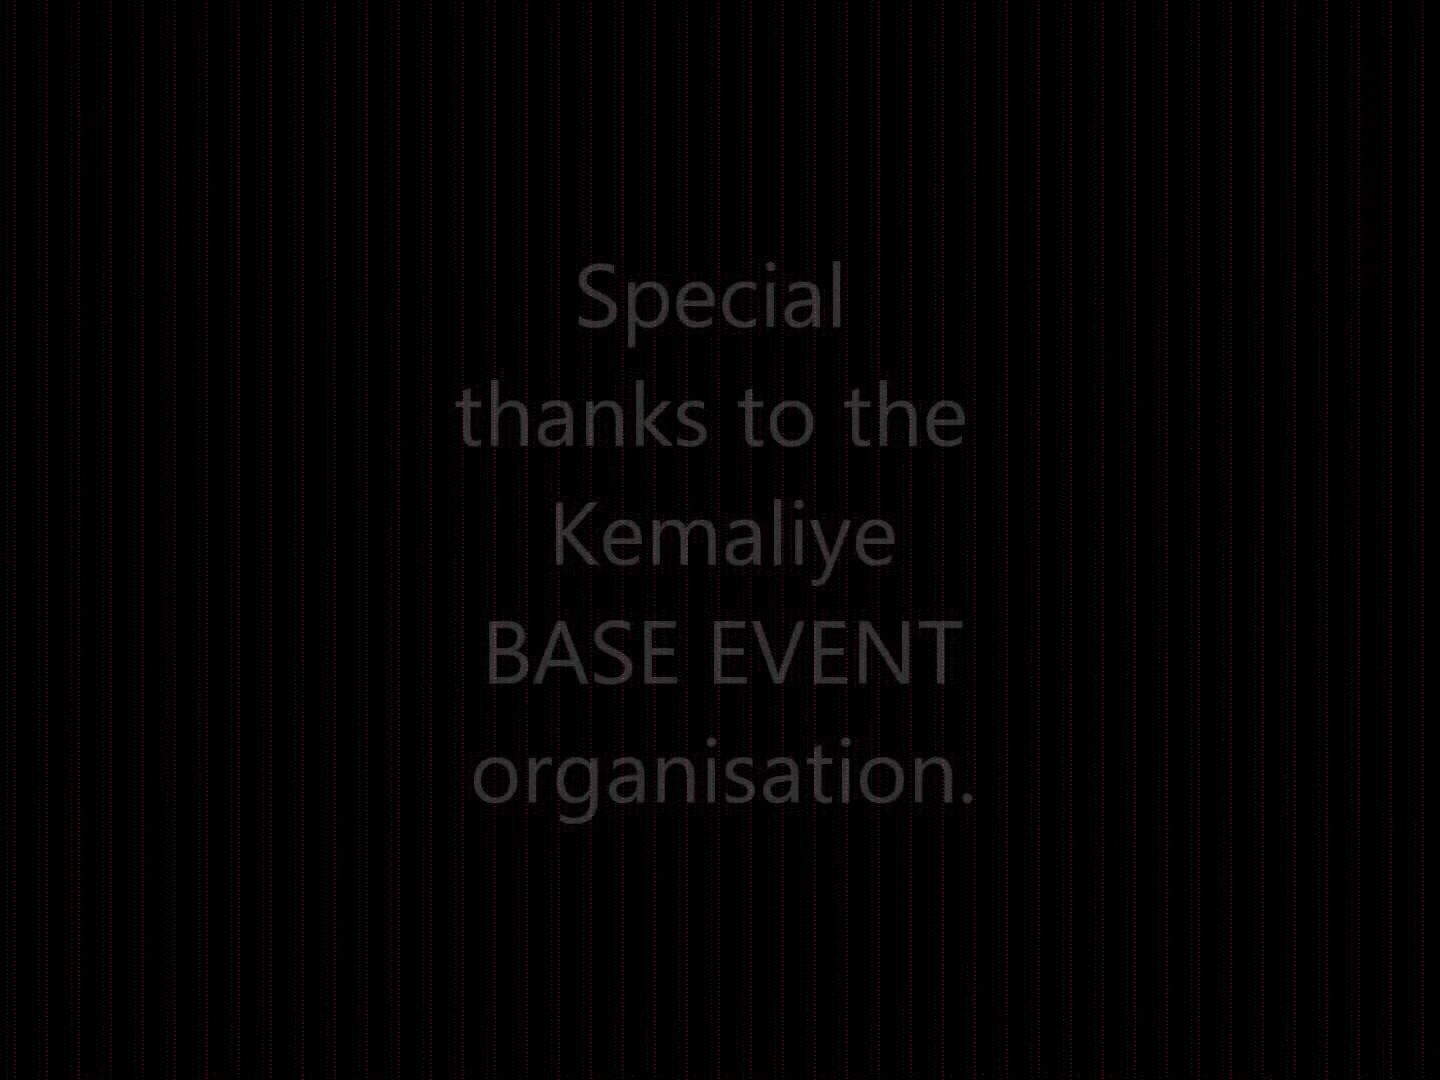 Special
thanks to the
Kemaliye
BASE EVENT
organisation.